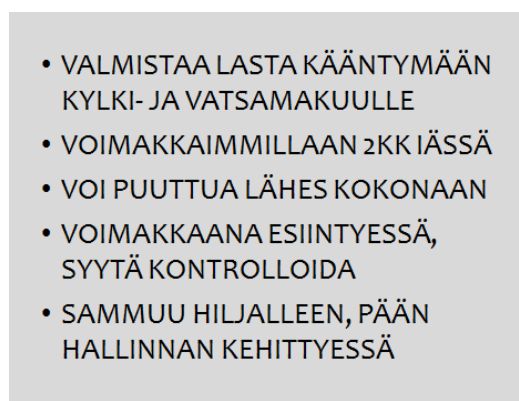 • VALMISTAA LASTA KÄÄNTYMÄÄN
KYLKI- JA VATSAMAKUULLE
• VOIMAKKAIMMILLAAN 2KK IÄSSÄ
• VOI PUUTTUA LÄHES KOKONAAN
• VOIMAKKAANA ESIINTYESSÄ,
SYYTÄ KONTROLLOIDA
• SAMMUU HILJALLEEN, PÄÄN
HALLINNAN KEHITTYESSÄ